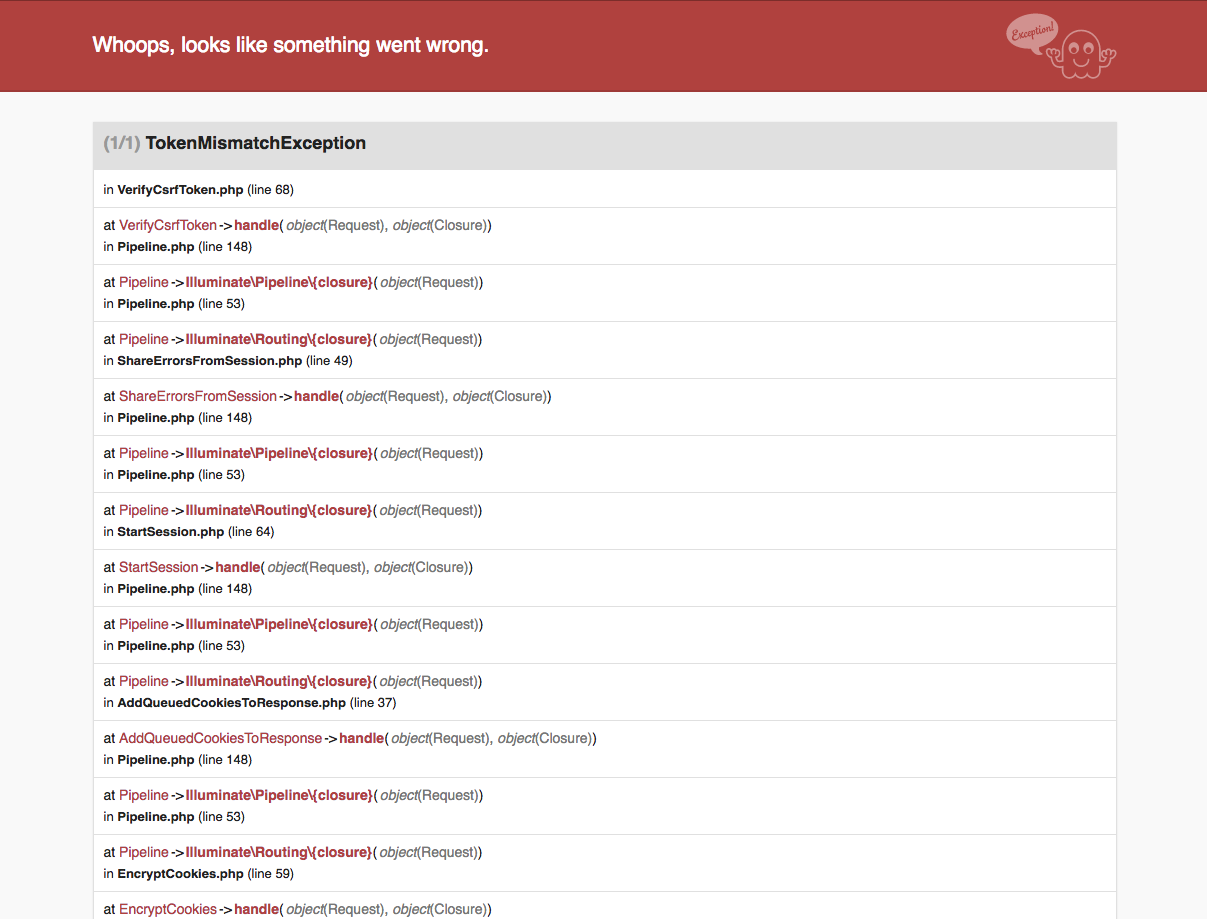 Whoops, looks like something went wrong.
Exception!
(1/1) TokenMismatchException
in VerifyCsrfToken.php (line 68)
at VerifyCsrfToken->handle(object(Request), object(Closure))
in Pipeline.php (line 148)
at Pipeline->Illuminate\Pipeline\{closure}(object(Request))
in Pipeline.php (line 53)
at Pipeline->Illuminate\Routing\{closure}(object(Request))
in ShareErrorsFromSession.php (line 49)
at ShareErrorsFromSession->handle(object(Request), object(Closure))
in Pipeline.php (line 148)
at Pipeline->Illuminate\Pipeline\{closure}(object(Request))
in Pipeline.php (line 53)
at Pipeline->Illuminate\Routing\{closure}(object(Request))
in StartSession.php (line 64)
at StartSession->handle(object(Request), object(Closure))
in Pipeline.php (line 148)
at Pipeline->Illuminate\Pipeline\{closure}(object(Request))
in Pipeline.php (line 53)
at Pipeline->Illuminate\Routing\{closure}(object(Request))
in AddQueuedCookiesToResponse.php (line 37)
at AddQueuedCookiesToResponse->handle(object(Request), object(Closure))
in Pipeline.php (line 148)
at Pipeline->Illuminate\Pipeline\{closure}(object(Request))
in Pipeline.php (line 53)
at Pipeline->Illuminate\Routing\{closure}(object(Request))
in EncryptCookies.php (line 59)
at EncryptCookies->handle(object(Request), object(Closure))